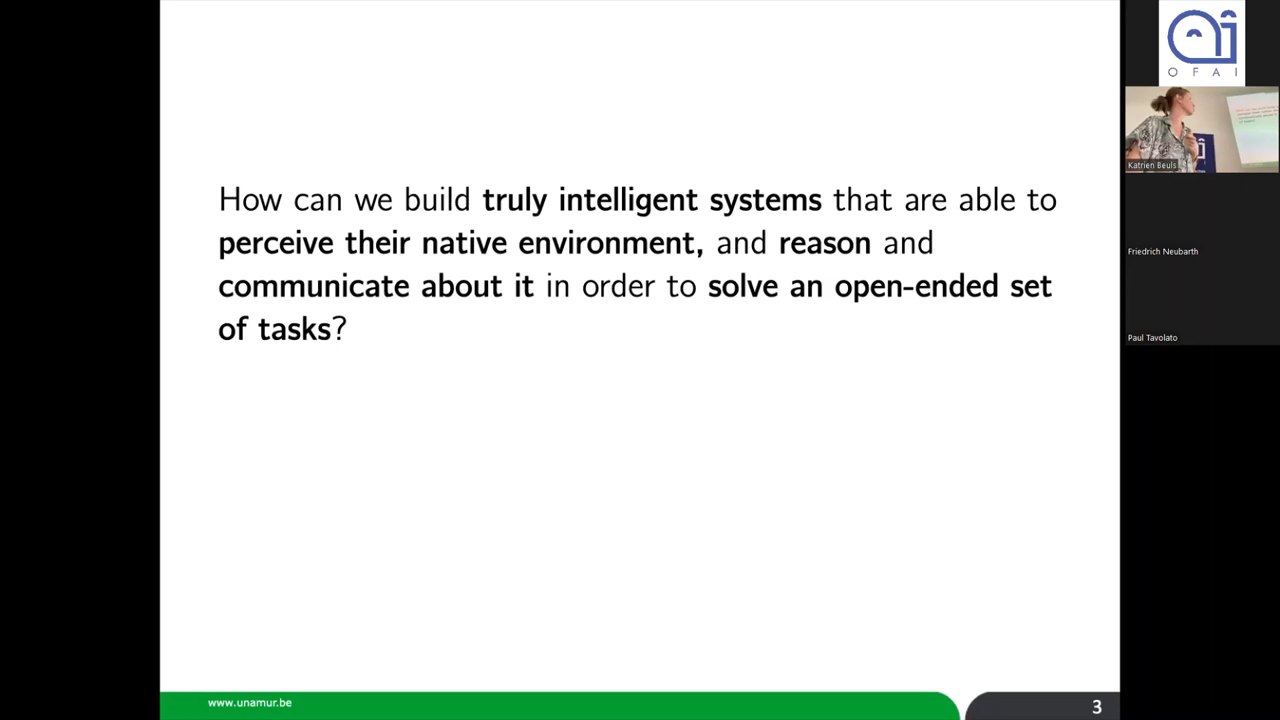 How can we build truly intelligent systems that are able to
perceive their native environment, and reason and
communicate about it in order to solve an open-ended set
of tasks?
www.unamur.be
3
OFAI
Katrien Beuls
Friedrich Neubarth
Paul Tavolato